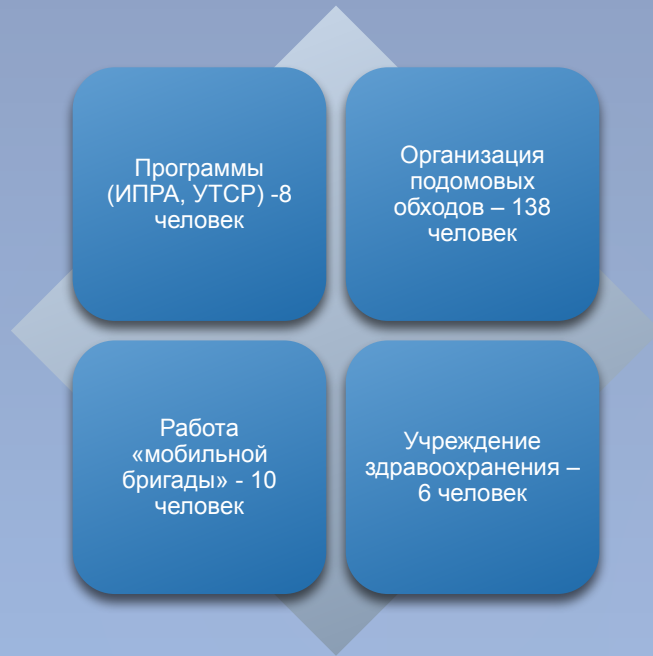 Программы
(ИПРА, УТСР) -8
человек
Организация
подомовых
обходов – 138
человек
Работа
«мобильной
бригады» - 10
человек
Учреждение
здравоохранения –
6 человек